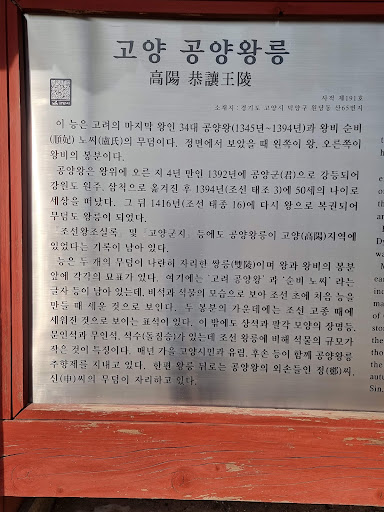 고양 공양왕릉
高陽 恭讓王陵
사적 제191호
소재지 : 경기도 고양시 덕양구 원당동 산65번지
이 능은 고려의 마지막 왕인 34대 공양왕(1345년~1394년)과 왕비 순비
(順妃) 노씨(盧氏)의 무덤이다. 정면에서 보았을 때 왼쪽이 왕, 오른쪽이
왕비의 봉분이다.
공양왕은 왕위에 오른 지 4년 만인 1392년에 공양군(君)으로 강등되어
강원도 원주, 삼척으로 옮겨진 후 1394년(조선 태조 3)에 50세의 나이로
세상을 떠났다. 그 뒤 1416년(조선 태종 16)에 다시 왕으로 복권되어
무덤도 왕릉이 되었다.
『조선왕조실록』 및 『고양군지』 등에도 공양왕릉이 고양(高陽)지역에
있었다는 기록이 남아 있다.
능은 두 개의 무덤이 나란히 자리한 쌍릉(雙陵)이며 왕과 왕비의 봉분
앞에 각각의 묘표가 있다. 여기에는 '고려 공양왕' 과 '순비 노씨' 라는
글자 등이 남아 있는데, 비석과 석물의 모습으로 보아 조선 초에 처음 능을
만들 때 세운 것으로 보인다. 두 봉분의 가운데에는 조선 고종 때에
세워진 것으로 보이는 표석이 있다. 이 밖에도 상석과 팔각 모양의 장명등,
문인석과 무인석, 석수(돌짐승)가 있는데 조선 왕릉에 비해 석물의 규모가
작은 것이 특징이다. 매년 가을 고양시민과 유림, 후손 등이 함께 공양왕릉
추향제를 지내고 있다. 한편 왕릉 뒤로는 공양왕의 외손들인 정(鄭)씨,
신(申)씨의 무덤이 자리하고 있다.